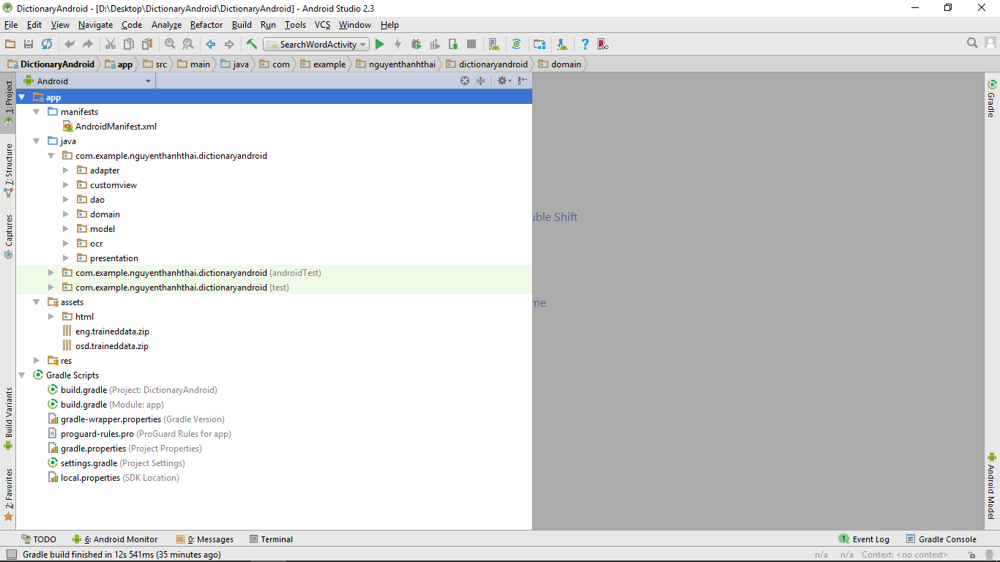 DictionaryAndroid - [D:\Desktop\DictionaryAndroid\DictionaryAndroid] - Android Studio 2.3
File Edit View Navigate Code Analyze Refactor Build Run Tools VCS Window Help
SearchWordActivity
DictionaryAndroid app src main java com example nguyenthanhthai dictionaryandroid domain
1: Project
7: Structure
Captures
Build Variants
2: Favorites
Android
app
manifests
AndroidManifest.xml
java
com.example.nguyenthanhthai.dictionaryandroid
adapter
customview
dao
domain
model
ocr
presentation
com.example.nguyenthanhthai.dictionaryandroid (androidTest)
com.example.nguyenthanhthai.dictionaryandroid (test)
assets
html
eng.traineddata.zip
osd.traineddata.zip
res
Gradle Scripts
build.gradle (Project: DictionaryAndroid)
build.gradle (Module: app)
gradle-wrapper.properties (Gradle Version)
proguard-rules.pro (ProGuard Rules for app)
gradle.properties (Project Properties)
settings.gradle (Project Settings)
local.properties (SDK Location)
uble Shift
me
Gradle
Android Model
TODO 6: Android Monitor 0: Messages Terminal 1 Event Log Gradle Console
Gradle build finished in 12s 541ms (35 minutes ago) n/a n/a Context: <no context>